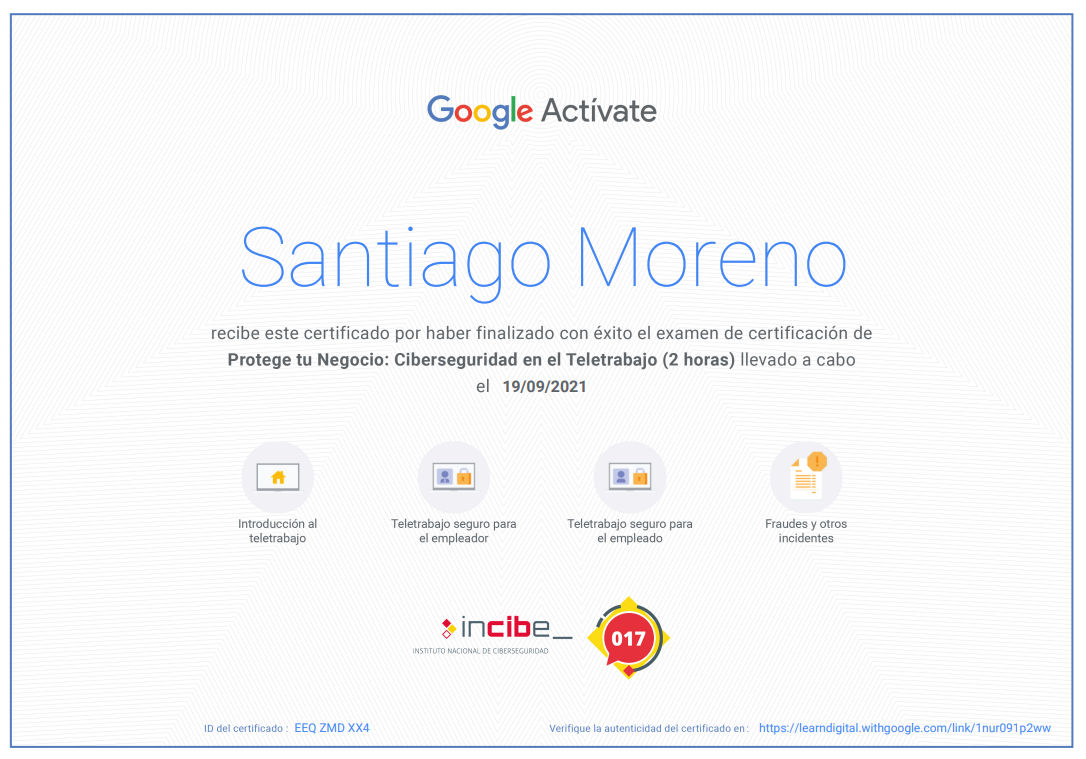 Google Actívate
Santiago Moreno
recibe este certificado por haber finalizado con éxito el examen de certificación de
Protege tu Negocio: Ciberseguridad en el Teletrabajo (2 horas) llevado a cabo
el 19/09/2021
Introducción al
teletrabajo
Teletrabajo seguro para
el empleador
Teletrabajo seguro para
el empleado
Fraudes y otros
incidentes
incibe_
INSTITUTO NACIONAL DE CIBERSEGURIDAD
017
ID del certificado : EEQ ZMD XX4
Verifique la autenticidad del certificado en : https://learndigital.withgoogle.com/link/1nur091p2ww